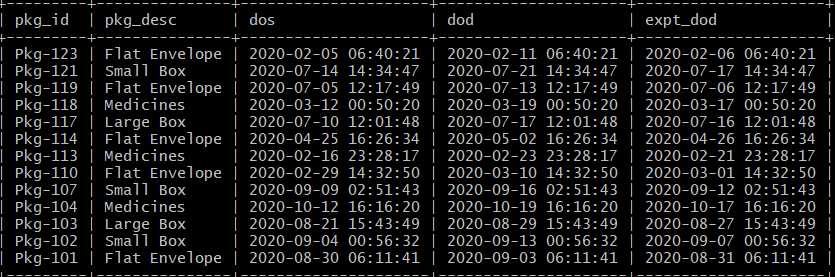 pkg_id | pkg_desc | dos | dod | expt_dod
Pkg-123 | Flat Envelope | 2020-02-05 06:40:21 | 2020-02-11 06:40:21 | 2020-02-06 06:40:21
Pkg-121 | Small Box | 2020-07-14 14:34:47 | 2020-07-21 14:34:47 | 2020-07-17 14:34:47
Pkg-119 | Flat Envelope | 2020-07-05 12:17:49 | 2020-07-13 12:17:49 | 2020-07-06 12:17:49
Pkg-118 | Medicines | 2020-03-12 00:50:20 | 2020-03-19 00:50:20 | 2020-03-17 00:50:20
Pkg-117 | Large Box | 2020-07-10 12:01:48 | 2020-07-17 12:01:48 | 2020-07-16 12:01:48
Pkg-114 | Flat Envelope | 2020-04-25 16:26:34 | 2020-05-02 16:26:34 | 2020-04-26 16:26:34
Pkg-113 | Medicines | 2020-02-16 23:28:17 | 2020-02-23 23:28:17 | 2020-02-21 23:28:17
Pkg-110 | Flat Envelope | 2020-02-29 14:32:50 | 2020-03-10 14:32:50 | 2020-03-01 14:32:50
Pkg-107 | Small Box | 2020-09-09 02:51:43 | 2020-09-16 02:51:43 | 2020-09-12 02:51:43
Pkg-104 | Medicines | 2020-10-12 16:16:20 | 2020-10-19 16:16:20 | 2020-10-17 16:16:20
Pkg-103 | Large Box | 2020-08-21 15:43:49 | 2020-08-29 15:43:49 | 2020-08-27 15:43:49
Pkg-102 | Small Box | 2020-09-04 00:56:32 | 2020-09-13 00:56:32 | 2020-09-07 00:56:32
Pkg-101 | Flat Envelope | 2020-08-30 06:11:41 | 2020-09-03 06:11:41 | 2020-08-31 06:11:41